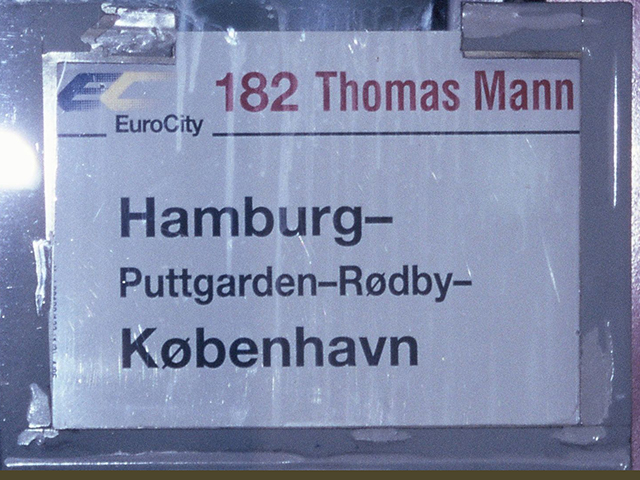 EC 182 Thomas Mann
EuroCity
Hamburg–
Puttgarden–Rødby–
København